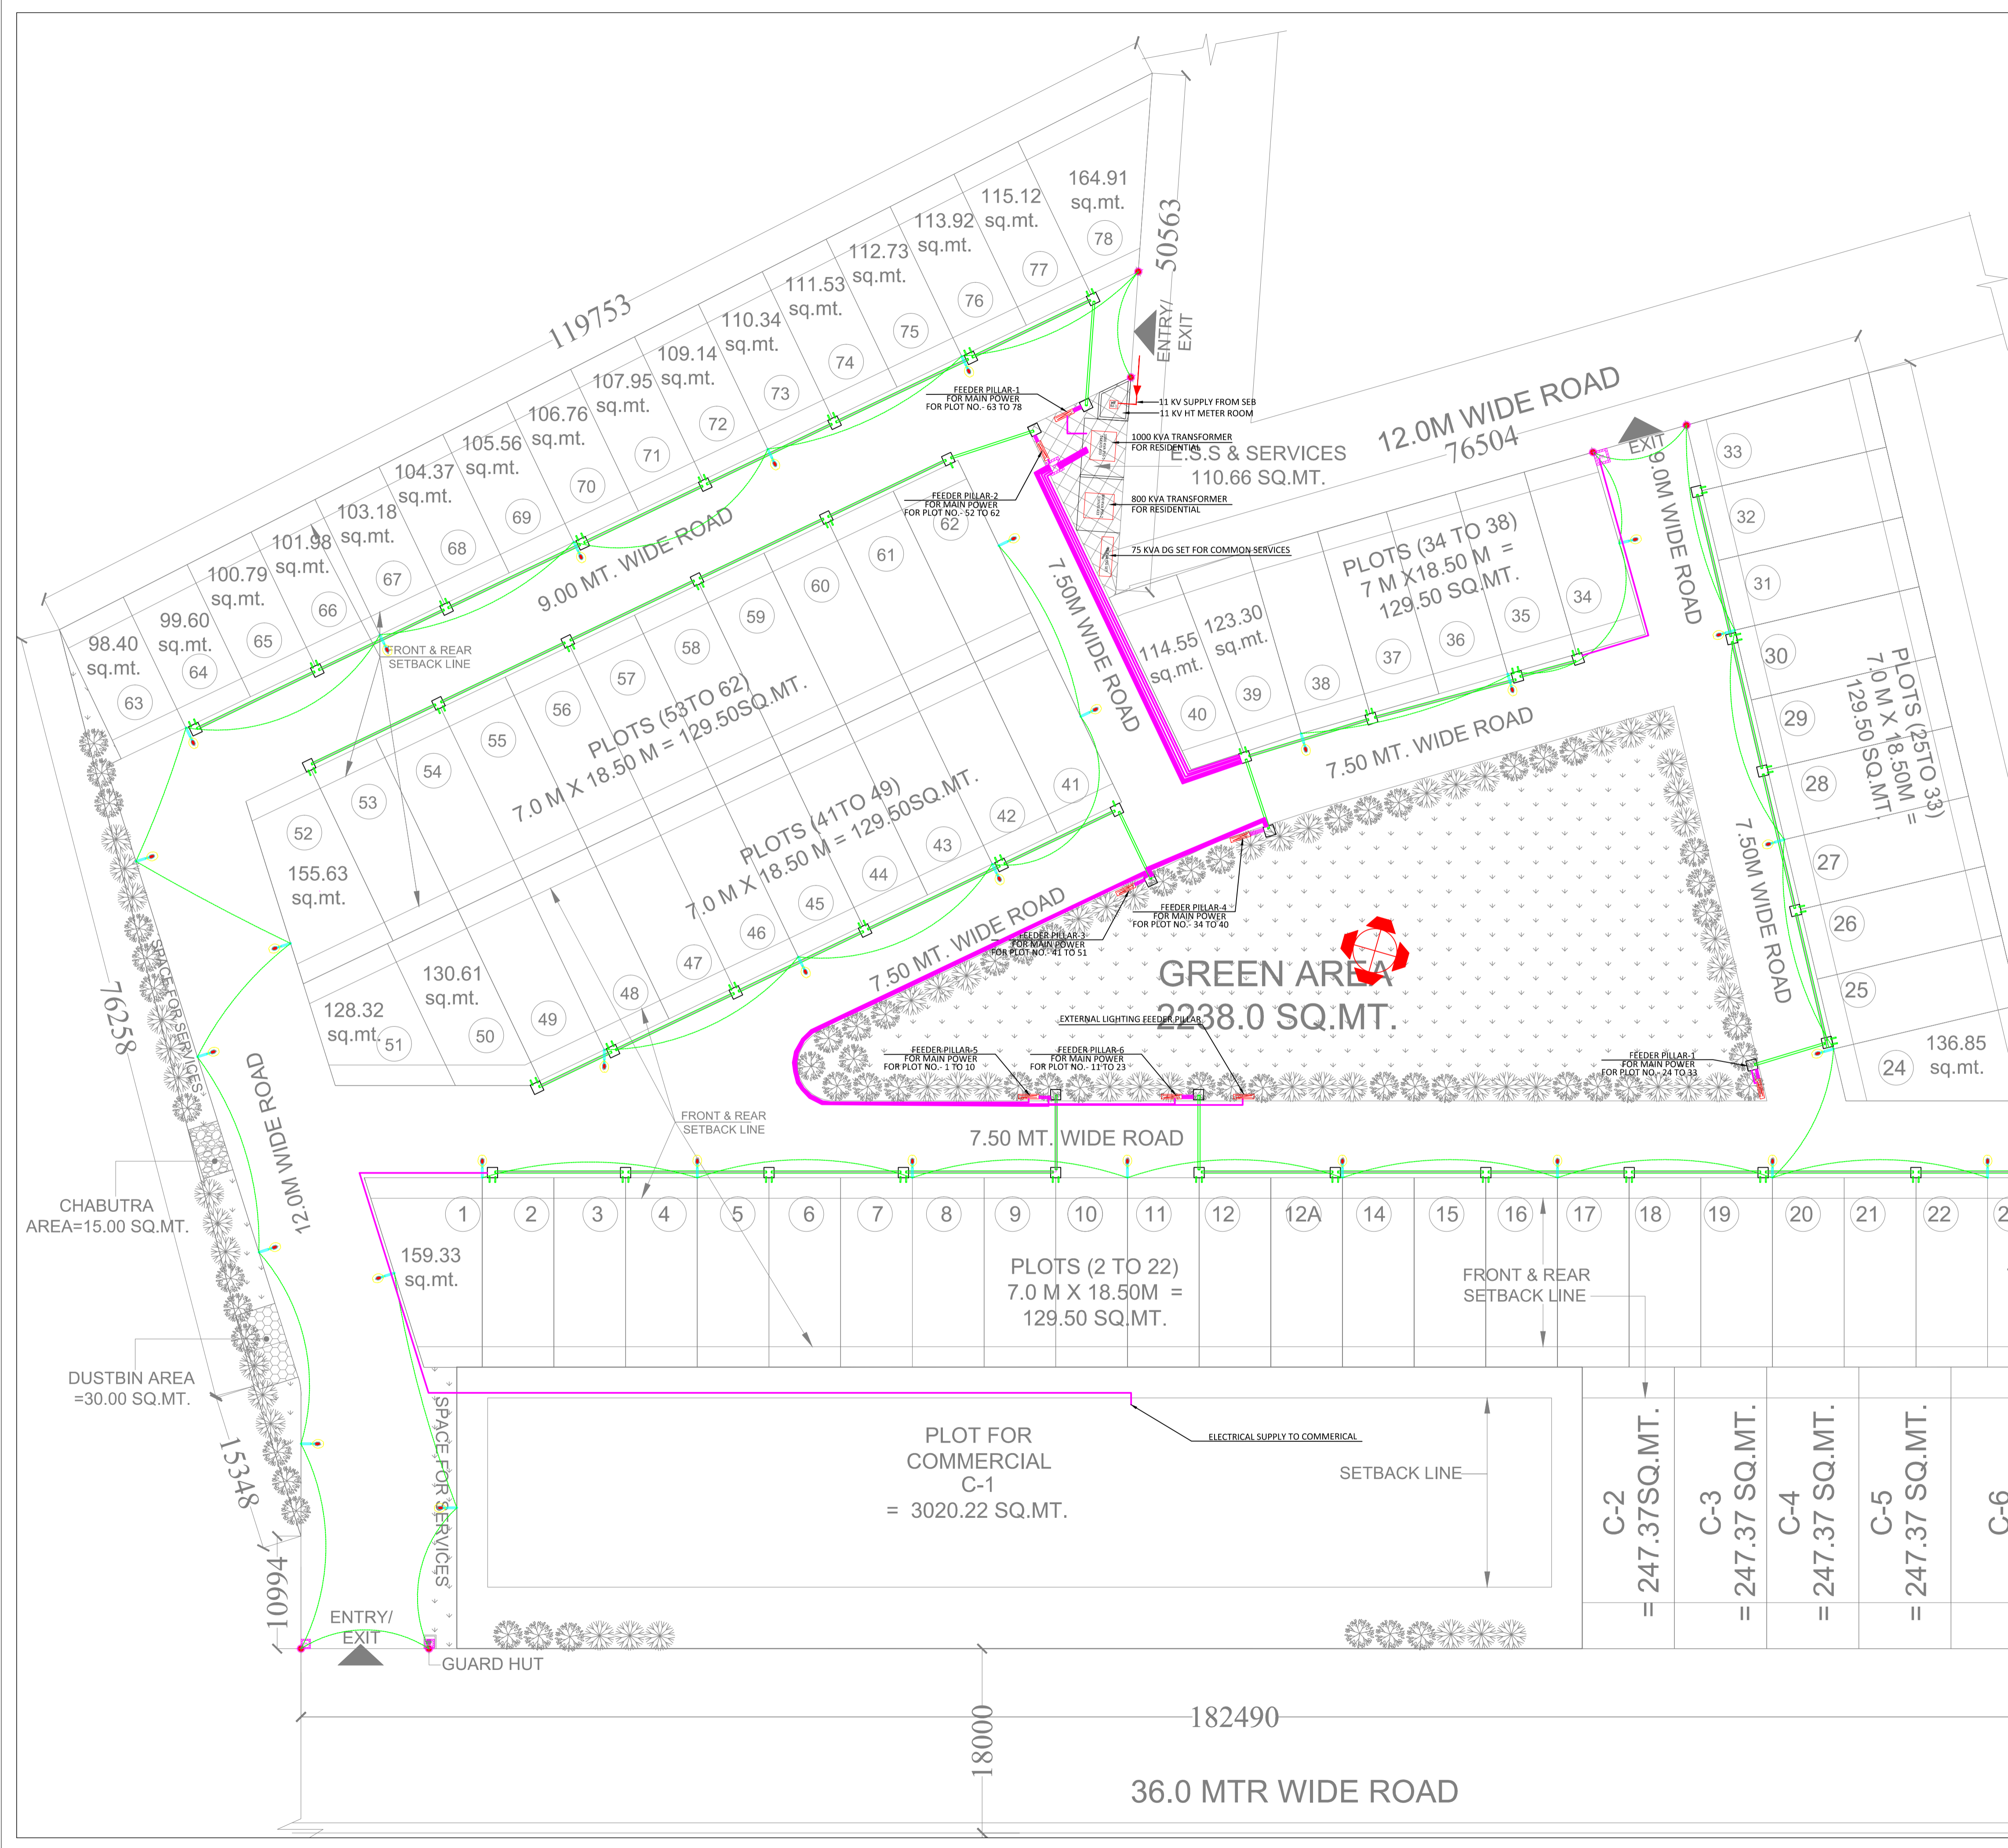 119753
50563
164.91
sq.mt.
78
115.12
sq.mt.
77
113.92
sq.mt.
76
112.73
sq.mt.
75
111.53
sq.mt.
74
110.34
sq.mt.
73
109.14
sq.mt.
72
107.95
sq.mt.
71
106.76
sq.mt.
70
105.56
sq.mt.
69
104.37
sq.mt.
68
103.18
sq.mt.
67
101.98
sq.mt.
66
100.79
sq.mt.
65
99.60
sq.mt.
64
98.40
sq.mt.
63
ENTRY/
EXIT
FEEDER PILLAR-1
FOR MAIN POWER
FOR PLOT NO.- 63 TO 78
11 KV SUPPLY FROM SEB
11 KV HT METER ROOM
1000 KVA TRANSFORMER
FOR RESIDENTIAL
E.S.S & SERVICES
110.66 SQ.MT.
800 KVA TRANSFORMER
FOR RESIDENTIAL
75 KVA DG SET FOR COMMON SERVICES
FEEDER PILLAR-2
FOR MAIN POWER
FOR PLOT NO.- 52 TO 62
12.0M WIDE ROAD
76504
EXIT
9.0M WIDE ROAD
9.00 MT. WIDE ROAD
FRONT & REAR
SETBACK LINE
7.50M WIDE ROAD
62
61
60
59
58
57
56
55
54
53
52
PLOTS (53TO 62)
7.0 M X 18.50 M = 129.50SQ.MT.
PLOTS (41TO 49)
7.0 M X 18.50 M = 129.50SQ.MT.
155.63
sq.mt.
41
42
43
44
45
46
47
48
49
50
130.61
sq.mt.
51
128.32
sq.mt.
PLOTS (34 TO 38)
7 M X18.50 M =
129.50 SQ.MT.
114.55
sq.mt.
123.30
sq.mt.
40
39
38
37
36
35
34
7.50 MT. WIDE ROAD
33
32
31
30
29
28
27
26
25
PLOTS (25TO 33)
7.0 M X 18.50M =
129.50 SQ.MT.
7.50M WIDE ROAD
24
136.85
sq.mt.
76258
SPACE FOR SERVICES
12.0M WIDE ROAD
7.50 MT. WIDE ROAD
FEEDER PILLAR-4
FOR MAIN POWER
FOR PLOT NO.- 34 TO 40
FEEDER PILLAR-3
FOR MAIN POWER
FOR PLOT NO.- 41 TO 51
GREEN AREA
2238.0 SQ.MT.
EXTERNAL LIGHTING FEEDER PILLAR
FEEDER PILLAR-5
FOR MAIN POWER
FOR PLOT NO.- 1 TO 10
FEEDER PILLAR-6
FOR MAIN POWER
FOR PLOT NO.- 11 TO 23
FEEDER PILLAR-1
FOR MAIN POWER
FOR PLOT NO.- 24 TO 33
FRONT & REAR
SETBACK LINE
7.50 MT. WIDE ROAD
CHABUTRA
AREA=15.00 SQ.MT.
1 2 3 4 5 6 7 8 9 10 11 12 12A 14 15 16 17 18 19 20 21 22
159.33
sq.mt.
PLOTS (2 TO 22)
7.0 M X 18.50M =
129.50 SQ.MT.
FRONT & REAR
SETBACK LINE
DUSTBIN AREA
=30.00 SQ.MT.
15348
10964
SPACE FOR SERVICES
PLOT FOR
COMMERCIAL
C-1
= 3020.22 SQ.MT.
ELECTRICAL SUPPLY TO COMMERICAL
SETBACK LINE
C-2
= 247.37SQ.MT.
C-3
= 247.37 SQ.MT.
C-4
= 247.37 SQ.MT.
C-5
= 247.37 SQ.MT.
C-6
ENTRY/
EXIT
GUARD HUT
182490
18000
36.0 MTR WIDE ROAD